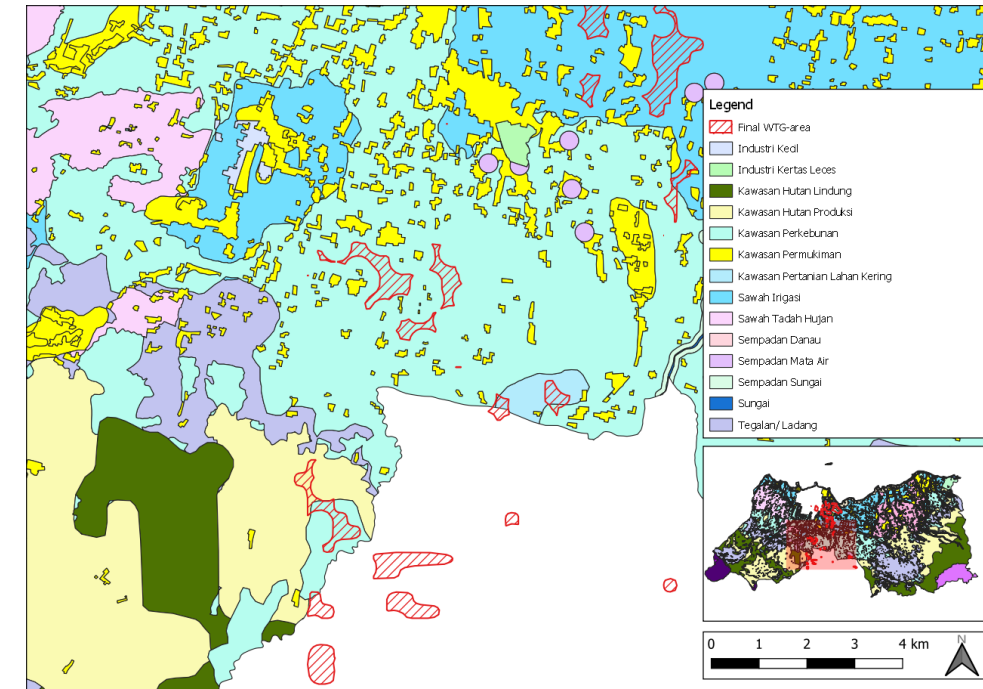 Legend
Final WTG-area
Industri Kecil
Industri Kertas Leces
Kawasan Hutan Lindung
Kawasan Hutan Produksi
Kawasan Perkebunan
Kawasan Permukiman
Kawasan Pertanian Lahan Kering
Sawah Irigasi
Sawah Tadah Hujan
Sempadan Danau
Sempadan Mata Air
Sempadan Sungai
Sungai
Tegalan/ Ladang
0 1 2 3 4 km
N